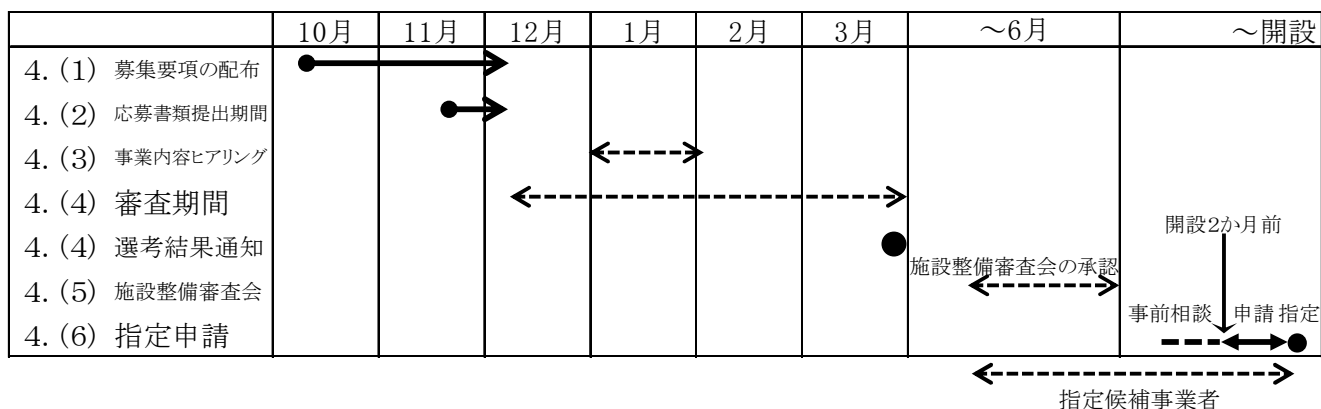 10月 11月 12月 1月 2月 3月 ～6月 ～開設
4.(1) 募集要項の配布
4.(2) 応募書類提出期間
4.(3) 事業内容ヒアリング
4.(4) 審査期間
4.(4) 選考結果通知
4.(5) 施設整備審査会
4.(6) 指定申請
施設整備審査会の承認
開設2か月前
事前相談 申請 指定
指定候補事業者